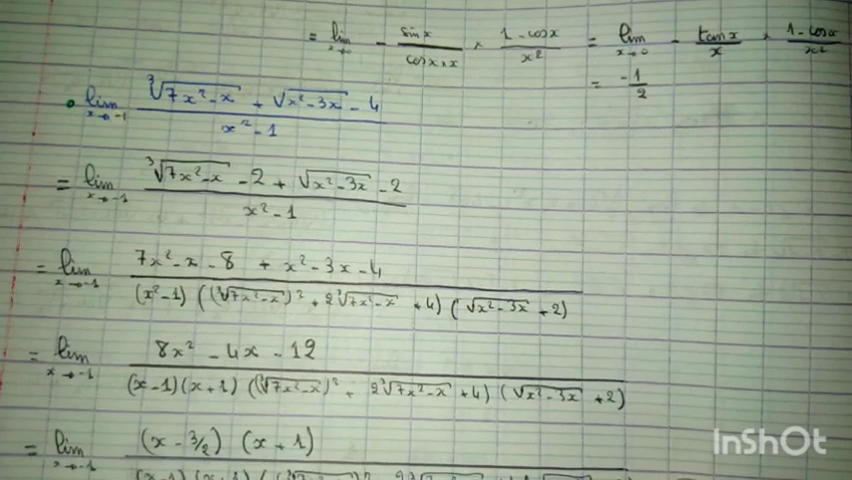 = lim x→0 - sin x / cos x × x × 1 - cos x / x² = lim x→0 - tan x / x × 1 - cos x / x²
= -1/2
• lim x→-1 ∛(7x² - x) + √(x² - 3x) - 4 / x² - 1
= lim x→-1 ∛(7x² - x) - 2 + √(x² - 3x) - 2 / x² - 1
= lim x→-1 7x² - x - 8 + x² - 3x - 4 / (x² - 1) ((∛(7x² - x))² + 2∛(7x² - x) + 4) (√(x² - 3x) + 2)
= lim x→-1 8x² - 4x - 12 / (x - 1) (x + 1) ((∛(7x² - x))² + 2∛(7x² - x) + 4) (√(x² - 3x) + 2)
= lim x→-1 (x - 3/2) (x + 1)
InShOt